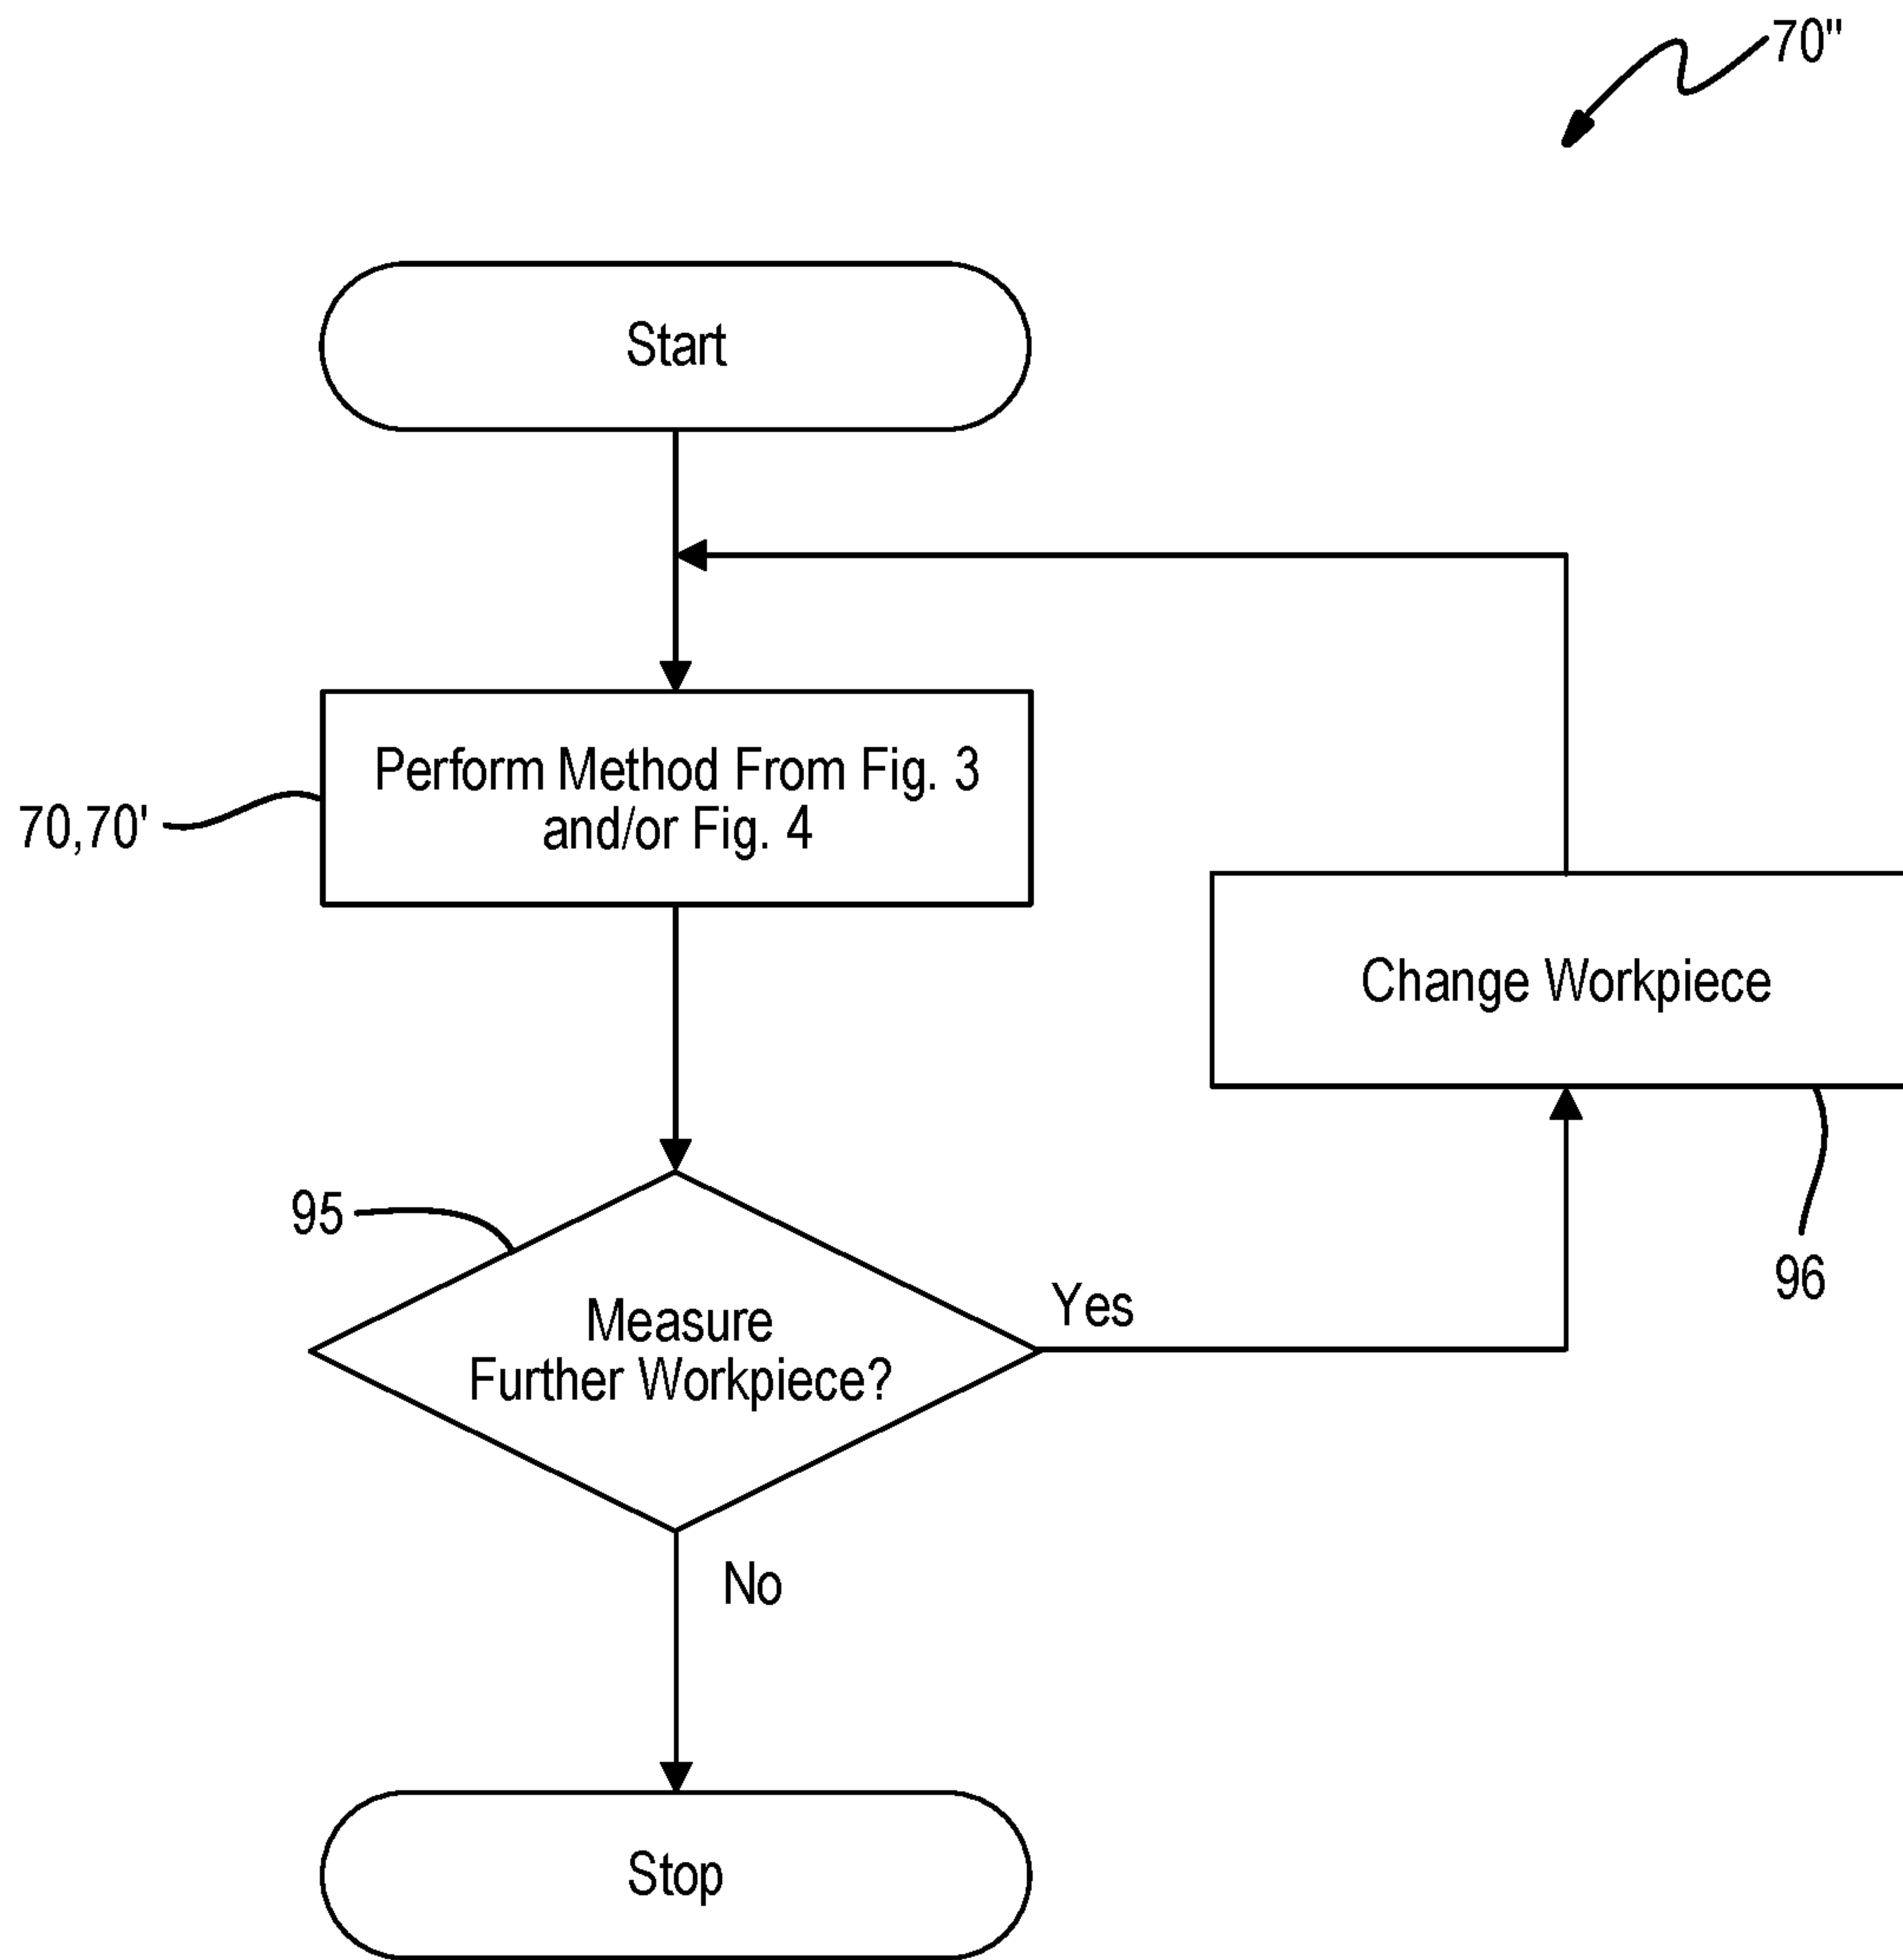 70"
Start
Perform Method From Fig. 3
and/or Fig. 4
70,70'
Change Workpiece
95
96
Yes
Measure
Further Workpiece?
No
Stop